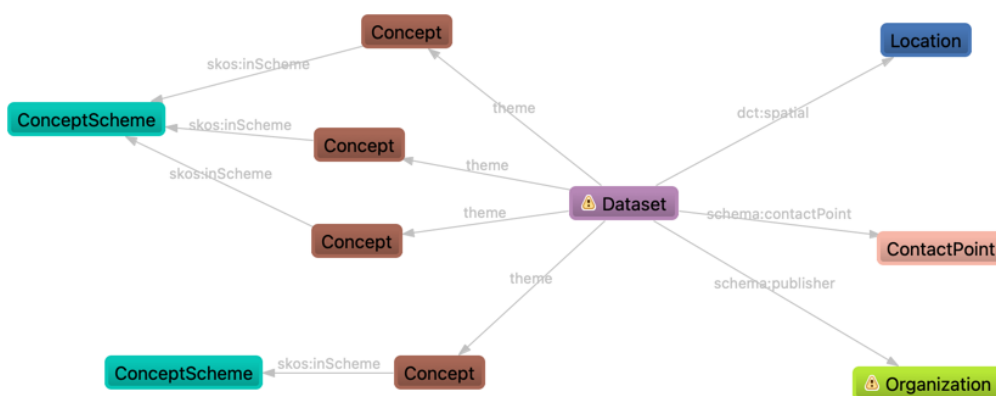 Concept
Location
skos:inScheme
theme
dct:spatial
ConceptScheme
skos:inScheme
Concept
theme
skos:inScheme
Dataset
theme
schema:contactPoint
Concept
ContactPoint
theme
schema:publisher
skos:inScheme
ConceptScheme
Concept
Organization